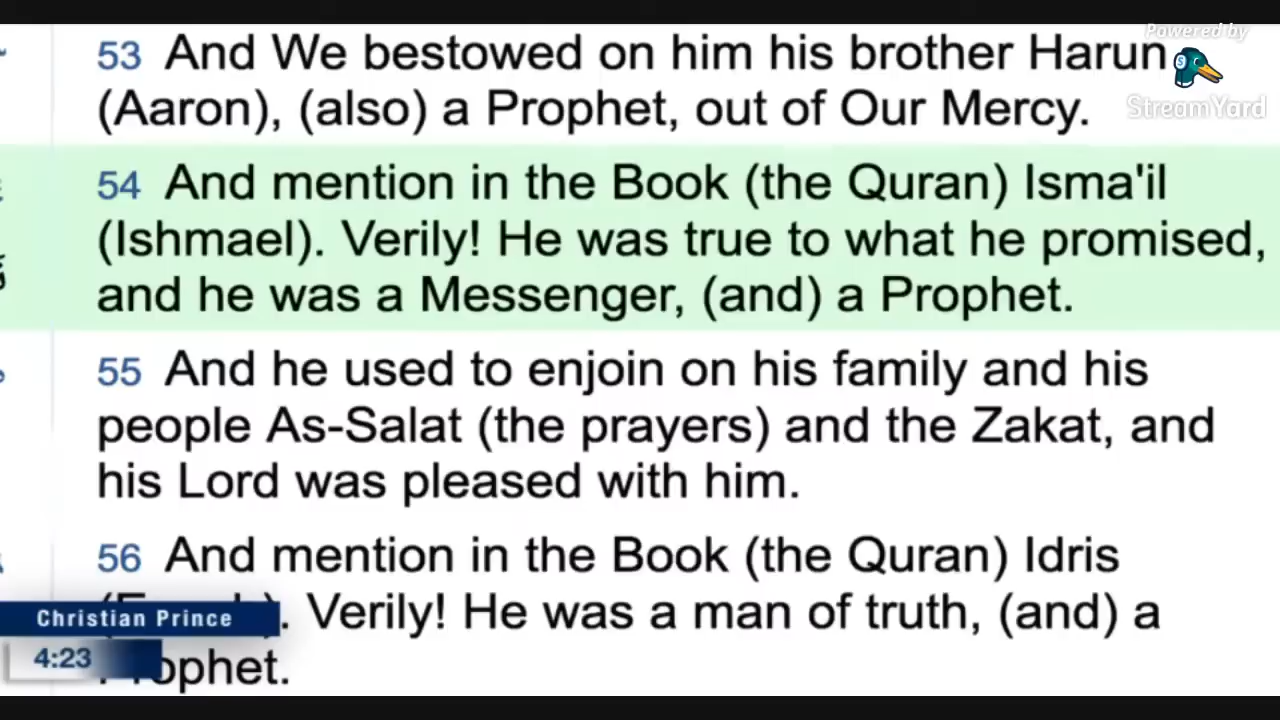 Powered by
StreamYard
53 And We bestowed on him his brother Harun
(Aaron), (also) a Prophet, out of Our Mercy.
54 And mention in the Book (the Quran) Isma'il
(Ishmael). Verily! He was true to what he promised,
and he was a Messenger, (and) a Prophet.
55 And he used to enjoin on his family and his
people As-Salat (the prayers) and the Zakat, and
his Lord was pleased with him.
56 And mention in the Book (the Quran) Idris
. Verily! He was a man of truth, (and) a
Prophet.
Christian Prince
4:23